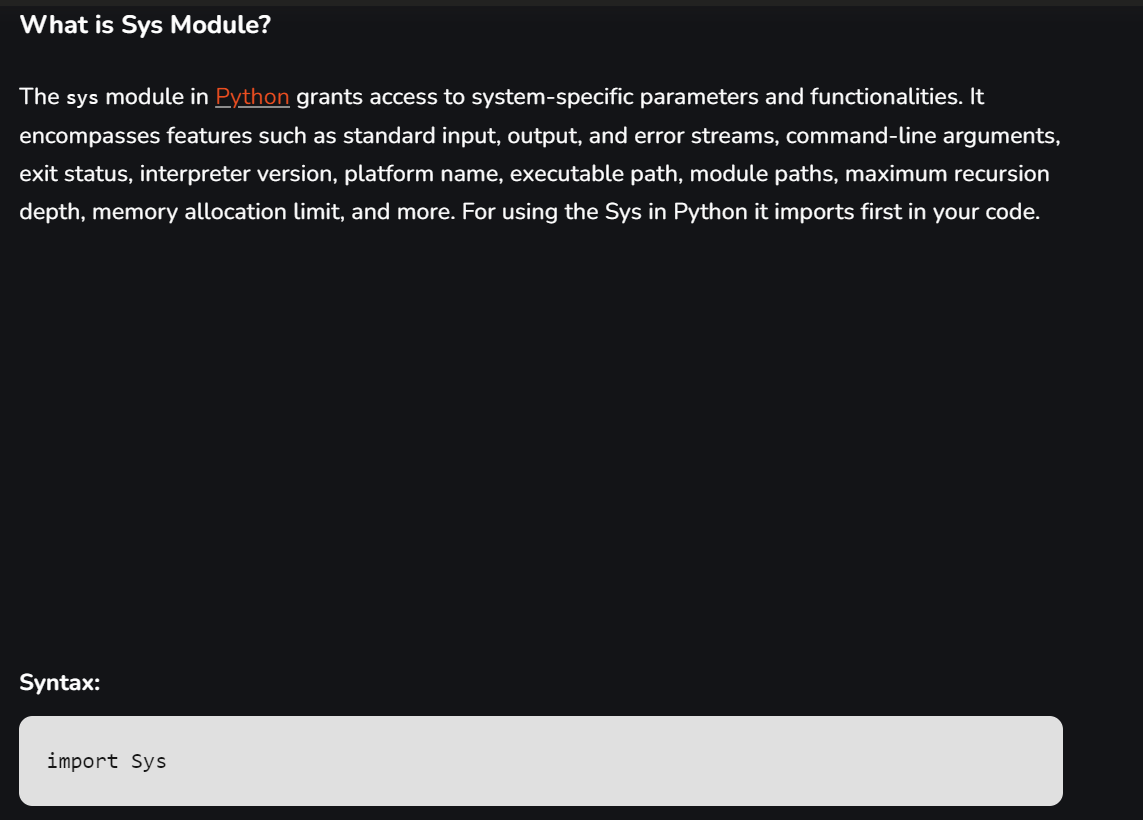 What is Sys Module?
The sys module in Python grants access to system-specific parameters and functionalities. It
encompasses features such as standard input, output, and error streams, command-line arguments,
exit status, interpreter version, platform name, executable path, module paths, maximum recursion
depth, memory allocation limit, and more. For using the Sys in Python it imports first in your code.
Syntax:
import Sys